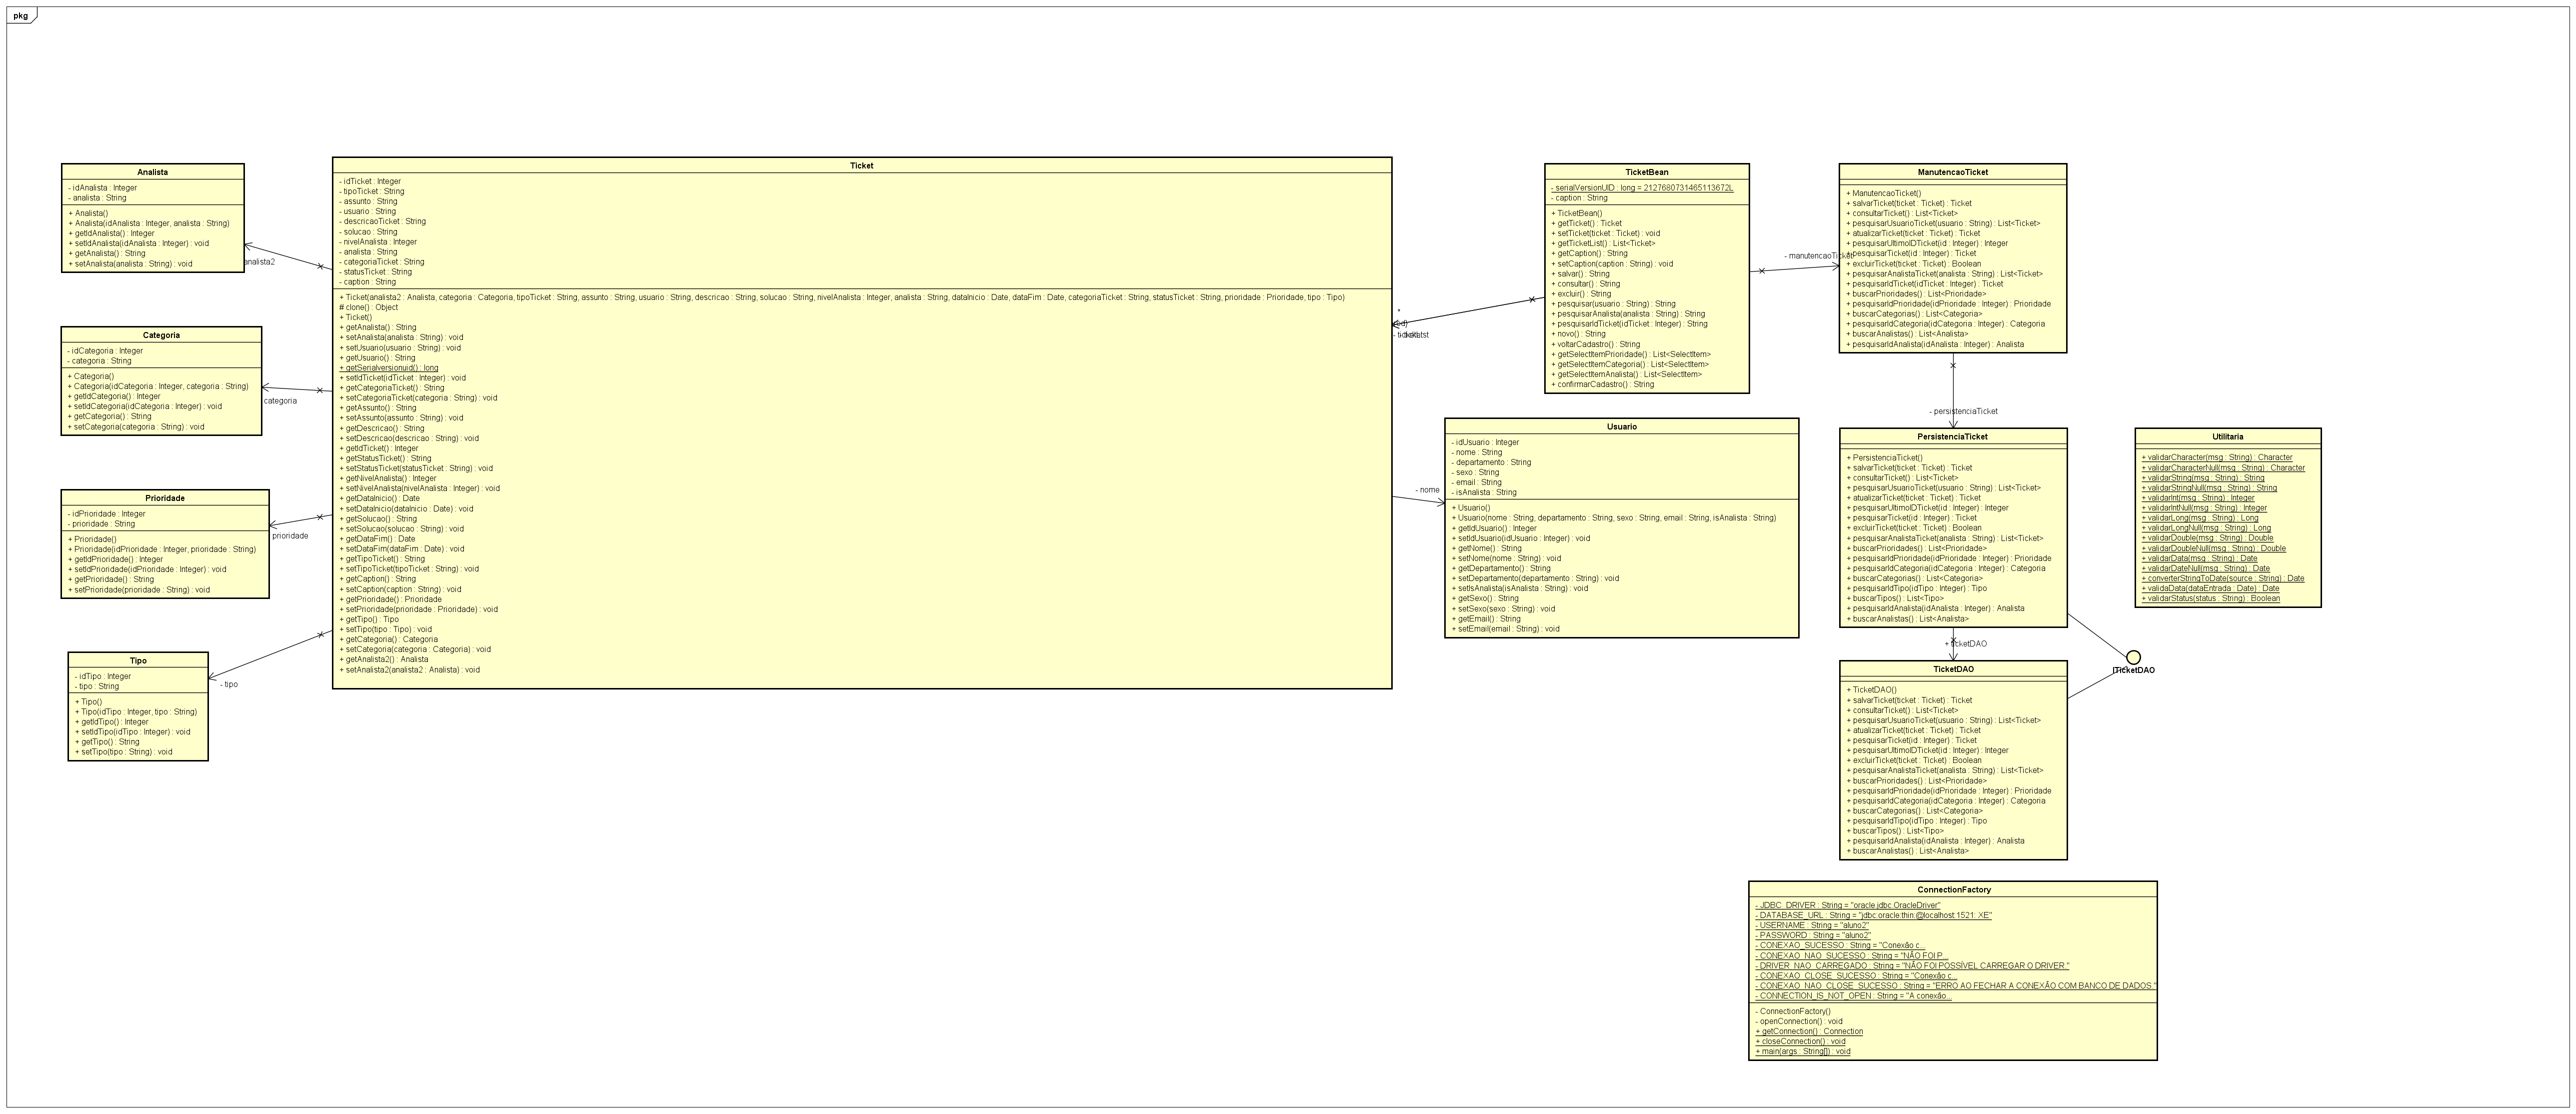 pkg
Analista
- idAnalista : Integer
- analista : String
+ Analista()
+ Analista(idAnalista : Integer, analista : String)
+ getIdAnalista() : Integer
+ setIdAnalista(idAnalista : Integer) : void
+ getAnalista() : String
+ setAnalista(analista : String) : void
analista2
Categoria
- idCategoria : Integer
- categoria : String
+ Categoria()
+ Categoria(idCategoria : Integer, categoria : String)
+ getIdCategoria() : Integer
+ setIdCategoria(idCategoria : Integer) : void
+ getCategoria() : String
+ setCategoria(categoria : String) : void
categoria
Prioridade
- idPrioridade : Integer
- prioridade : String
+ Prioridade()
+ Prioridade(idPrioridade : Integer, prioridade : String)
+ getIdPrioridade() : Integer
+ setIdPrioridade(idPrioridade : Integer) : void
+ getPrioridade() : String
+ setPrioridade(prioridade : String) : void
prioridade
Tipo
- idTipo : Integer
- tipo : String
+ Tipo()
+ Tipo(idTipo : Integer, tipo : String)
+ getIdTipo() : Integer
+ setIdTipo(idTipo : Integer) : void
+ getTipo() : String
+ setTipo(tipo : String) : void
- tipo
Ticket
- idTicket : Integer
- tipoTicket : String
- assunto : String
- usuario : String
- descricaoTicket : String
- solucao : String
- nivelAnalista : Integer
- analista : String
- categoriaTicket : String
- statusTicket : String
- caption : String
+ Ticket(analista2 : Analista, categoria : Categoria, tipoTicket : String, assunto : String, usuario : String, descricao : String, solucao : String, nivelAnalista : Integer, analista : String, dataInicio : Date, dataFim : Date, categoriaTicket : String, statusTicket : String, prioridade : Prioridade, tipo : Tipo)
# clone() : Object
+ Ticket()
+ getAnalista() : String
+ setAnalista(analista : String) : void
+ setUsuario(usuario : String) : void
+ getUsuario() : String
+ getSerialversionuid() : long
+ setIdTicket(idTicket : Integer) : void
+ getCategoriaTicket() : String
+ setCategoriaTicket(categoria : String) : void
+ getAssunto() : String
+ setAssunto(assunto : String) : void
+ getDescricao() : String
+ setDescricao(descricao : String) : void
+ getIdTicket() : Integer
+ getStatusTicket() : String
+ setStatusTicket(statusTicket : String) : void
+ getNivelAnalista() : Integer
+ setNivelAnalista(nivelAnalista : Integer) : void
+ getDataInicio() : Date
+ setDataInicio(dataInicio : Date) : void
+ getSolucao() : String
+ setSolucao(solucao : String) : void
+ getDataFim() : Date
+ setDataFim(dataFim : Date) : void
+ getTipoTicket() : String
+ setTipoTicket(tipoTicket : String) : void
+ getCaption() : String
+ setCaption(caption : String) : void
+ getPrioridade() : Prioridade
+ setPrioridade(prioridade : Prioridade) : void
+ getTipo() : Tipo
+ setTipo(tipo : Tipo) : void
+ getCategoria() : Categoria
+ setCategoria(categoria : Categoria) : void
+ getAnalista2() : Analista
+ setAnalista2(analista2 : Analista) : void
*
TicketBean
- serialVersionUID : long = 2127680731465113672L
- caption : String
+ TicketBean()
+ getTicket() : Ticket
+ setTicket(ticket : Ticket) : void
+ getTicketList() : List<Ticket>
+ getCaption() : String
+ setCaption(caption : String) : void
+ salvar() : String
+ consultar() : String
+ excluir() : String
+ pesquisar(usuario : String) : String
+ pesquisarAnalista(analista : String) : String
+ pesquisarIdTicket(idTicket : Integer) : String
+ novo() : String
+ voltarCadastro() : String
+ getSelectItemPrioridade() : List<SelectItem>
+ getSelectItemCategoria() : List<SelectItem>
+ getSelectItemAnalista() : List<SelectItem>
+ confirmarCadastro() : String
- manutencaoTicket
ManutencaoTicket
+ ManutencaoTicket()
+ salvarTicket(ticket : Ticket) : Ticket
+ consultarTicket() : List<Ticket>
+ pesquisarUsuarioTicket(usuario : String) : List<Ticket>
+ atualizarTicket(ticket : Ticket) : Ticket
+ pesquisarUltimoIDTicket(id : Integer) : Integer
+ pesquisarTicket(id : Integer) : Ticket
+ excluirTicket(ticket : Ticket) : Boolean
+ pesquisarAnalistaTicket(analista : String) : List<Ticket>
+ pesquisarIdTicket(idTicket : Integer) : Ticket
+ buscarPrioridades() : List<Prioridade>
+ pesquisarIdPrioridade(idPrioridade : Integer) : Prioridade
+ buscarCategorias() : List<Categoria>
+ pesquisarIdCategoria(idCategoria : Integer) : Categoria
+ buscarAnalistas() : List<Analista>
+ pesquisarIdAnalista(idAnalista : Integer) : Analista
- persistenciaTicket
- nome
Usuario
- idUsuario : Integer
- nome : String
- departamento : String
- sexo : String
- email : String
- isAnalista : String
+ Usuario()
+ Usuario(nome : String, departamento : String, sexo : String, email : String, isAnalista : String)
+ getIdUsuario() : Integer
+ setIdUsuario(idUsuario : Integer) : void
+ getNome() : String
+ setNome(nome : String) : void
+ getDepartamento() : String
+ setDepartamento(departamento : String) : void
+ setIsAnalista(isAnalista : String) : void
+ getSexo() : String
+ setSexo(sexo : String) : void
+ getEmail() : String
+ setEmail(email : String) : void
PersistenciaTicket
+ PersistenciaTicket()
+ salvarTicket(ticket : Ticket) : Ticket
+ consultarTicket() : List<Ticket>
+ pesquisarUsuarioTicket(usuario : String) : List<Ticket>
+ atualizarTicket(ticket : Ticket) : Ticket
+ pesquisarUltimoIDTicket(id : Integer) : Integer
+ pesquisarTicket(id : Integer) : Ticket
+ excluirTicket(ticket : Ticket) : Boolean
+ pesquisarAnalistaTicket(analista : String) : List<Ticket>
+ buscarPrioridades() : List<Prioridade>
+ pesquisarIdPrioridade(idPrioridade : Integer) : Prioridade
+ pesquisarIdCategoria(idCategoria : Integer) : Categoria
+ buscarCategorias() : List<Categoria>
+ pesquisarIdTipo(idTipo : Integer) : Tipo
+ buscarTipos() : List<Tipo>
+ pesquisarIdAnalista(idAnalista : Integer) : Analista
+ buscarAnalistas() : List<Analista>
+ ticketDAO
Utilitaria
+ validarCharacter(msg : String) : Character
+ validarCharacterNull(msg : String) : Character
+ validarString(msg : String) : String
+ validarStringNull(msg : String) : String
+ validarInt(msg : String) : Integer
+ validarIntNull(msg : String) : Integer
+ validarLong(msg : String) : Long
+ validarLongNull(msg : String) : Long
+ validarDouble(msg : String) : Double
+ validarDoubleNull(msg : String) : Double
+ validarData(msg : String) : Date
+ validarDateNull(msg : String) : Date
+ converterStringToDate(source : String) : Date
+ validaData(dataEntrada : Date) : Date
+ validarStatus(status : String) : Boolean
ITicketDAO
TicketDAO
+ TicketDAO()
+ salvarTicket(ticket : Ticket) : Ticket
+ consultarTicket() : List<Ticket>
+ pesquisarUsuarioTicket(usuario : String) : List<Ticket>
+ atualizarTicket(ticket : Ticket) : Ticket
+ pesquisarTicket(id : Integer) : Ticket
+ pesquisarUltimoIDTicket(id : Integer) : Integer
+ excluirTicket(ticket : Ticket) : Boolean
+ pesquisarAnalistaTicket(analista : String) : List<Ticket>
+ buscarPrioridades() : List<Prioridade>
+ pesquisarIdPrioridade(idPrioridade : Integer) : Prioridade
+ pesquisarIdCategoria(idCategoria : Integer) : Categoria
+ buscarCategorias() : List<Categoria>
+ pesquisarIdTipo(idTipo : Integer) : Tipo
+ buscarTipos() : List<Tipo>
+ pesquisarIdAnalista(idAnalista : Integer) : Analista
+ buscarAnalistas() : List<Analista>
ConnectionFactory
- JDBC_DRIVER : String = "oracle.jdbc.OracleDriver"
- DATABASE_URL : String = "jdbc:oracle:thin:@localhost:1521: XE"
- USERNAME : String = "aluno2"
- PASSWORD : String = "aluno2"
- CONEXAO_SUCESSO : String = "Conexão c...
- CONEXAO_NAO_SUCESSO : String = "NÃO FOI P...
- DRIVER_NAO_CARREGADO : String = "NÃO FOI POSSÍVEL CARREGAR O DRIVER."
- CONEXAO_CLOSE_SUCESSO : String = "Conexão c...
- CONEXAO_NAO_CLOSE_SUCESSO : String = "ERRO AO FECHAR A CONEXÃO COM BANCO DE DADOS."
- CONNECTION_IS_NOT_OPEN : String = "A conexão...
- ConnectionFactory()
- openConnection() : void
+ getConnection() : Connection
+ closeConnection() : void
+ main(args : String[]) : void